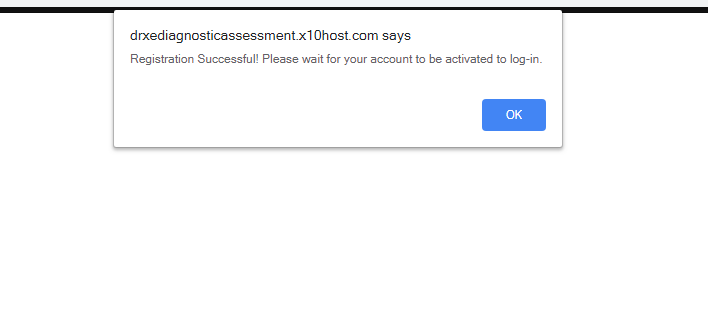 drxediagnosticassessment.x10host.com says
Registration Successful! Please wait for your account to be activated to log-in.
OK